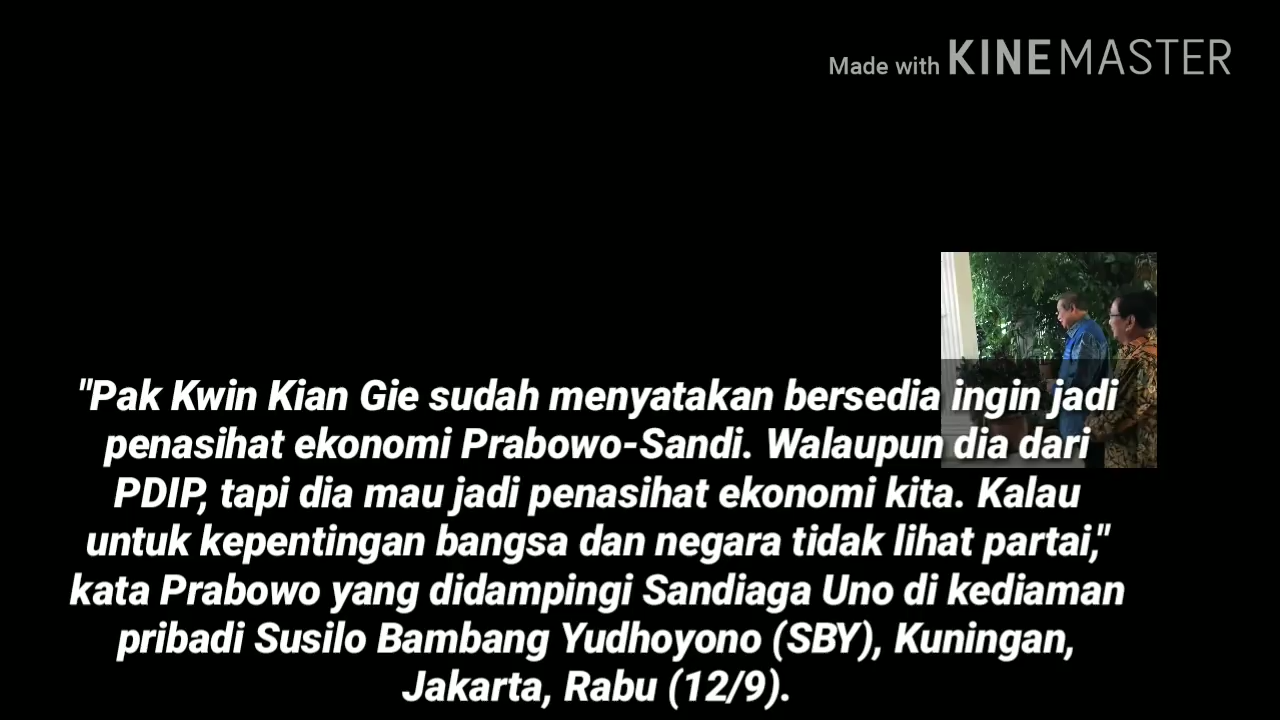 Made with KINEMASTER
"Pak Kwin Kian Gie sudah menyatakan bersedia ingin jadi
penasihat ekonomi Prabowo-Sandi. Walaupun dia dari
PDIP, tapi dia mau jadi penasihat ekonomi kita. Kalau
untuk kepentingan bangsa dan negara tidak lihat partai,"
kata Prabowo yang didampingi Sandiaga Uno di kediaman
pribadi Susilo Bambang Yudhoyono (SBY), Kuningan,
Jakarta, Rabu (12/9).